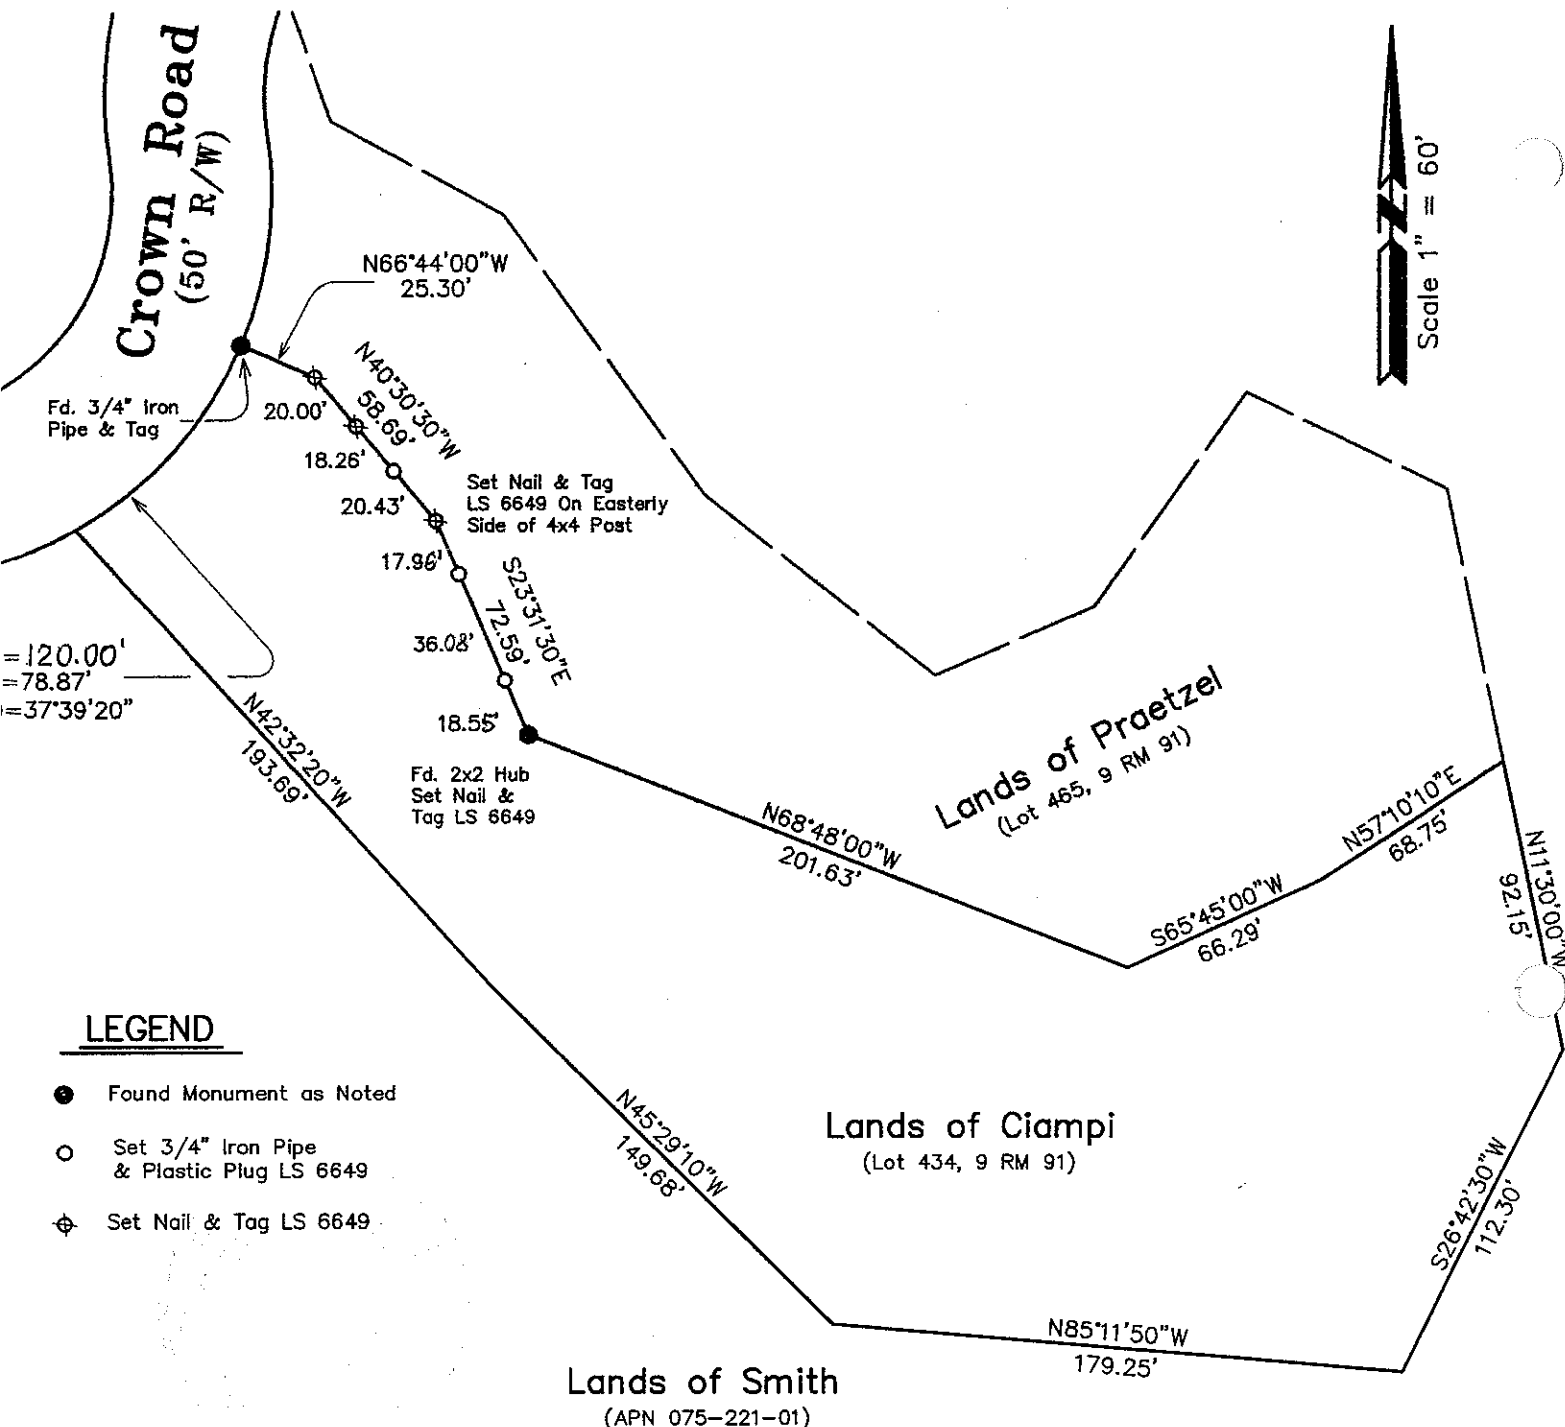 Crown Road
(50' R/W)
Scale 1" = 60'
N66°44'00"W
25.30'
Fd. 3/4" Iron
Pipe & Tag
20.00'
N40°30'30"W
58.69'
18.26'
20.43'
Set Nail & Tag
LS 6649 On Easterly
Side of 4x4 Post
17.96'
S23°31'30"E
72.59'
36.08'
=120.00'
=78.87'
=37°39'20"
18.55'
N42°32'20"W
193.69'
Fd. 2x2 Hub
Set Nail &
Tag LS 6649
Lands of Praetzel
(Lot 465, 9 RM 91)
N68°48'00"W
201.63'
N57°10'10"E
68.75'
N11°30'00"W
92.15'
S65°45'00"W
66.29'
LEGEND
Found Monument as Noted
Set 3/4" Iron Pipe
& Plastic Plug LS 6649
Set Nail & Tag LS 6649
N45°29'10"W
149.68'
Lands of Ciampi
(Lot 434, 9 RM 91)
S26°42'30"W
112.30'
N85°11'50"W
179.25'
Lands of Smith
(APN 075-221-01)